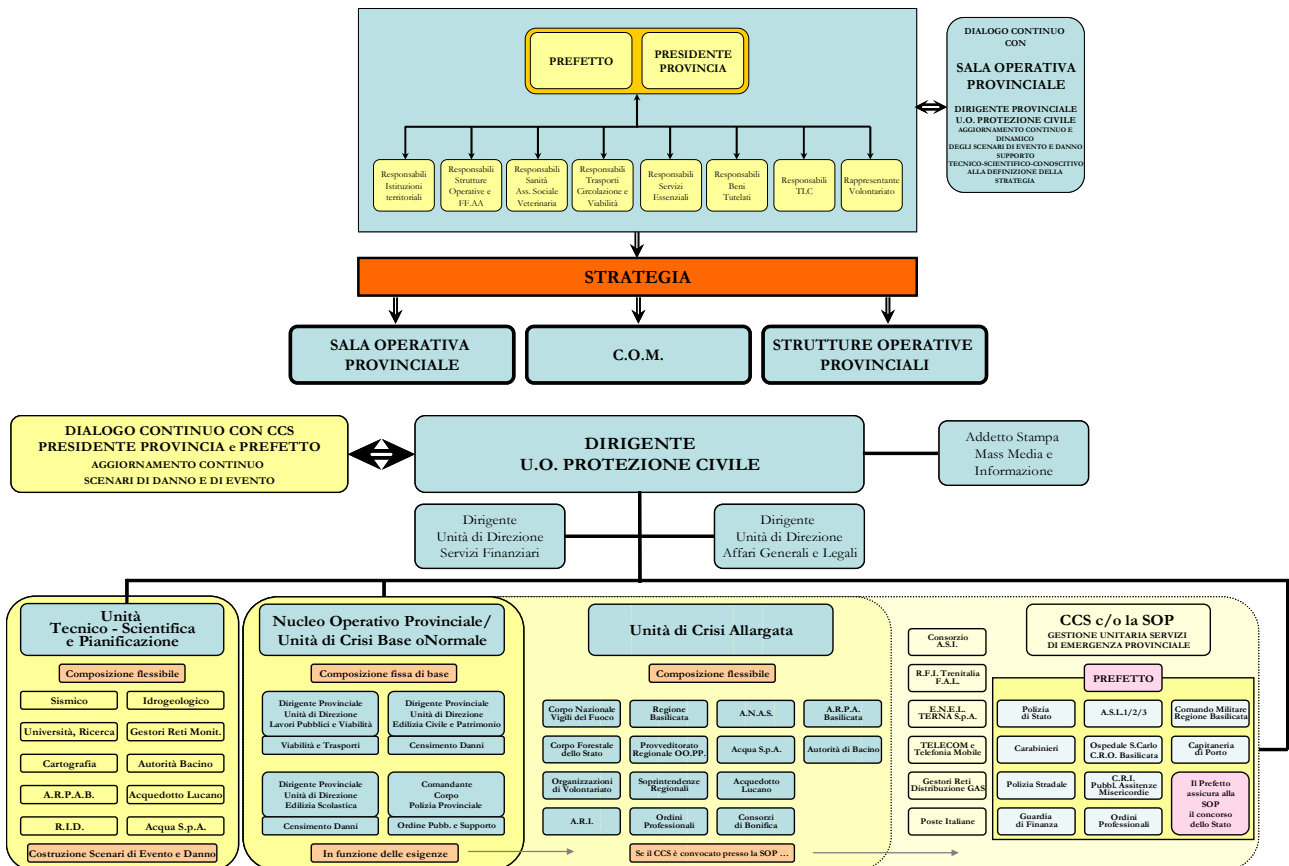 PREFETTO
PRESIDENTE
PROVINCIA
DIALOGO CONTINUO
CON
SALA OPERATIVA
PROVINCIALE
DIRIGENTE PROVINCIALE
U.O. PROTEZIONE CIVILE
AGGIORNAMENTO CONTINUO E
DINAMICO
DEGLI SCENARI DI EVENTO E DANNO
SUPPORTO
TECNICO-SCIENTIFICO-CONOSCITIVO
ALLA DEFINIZIONE DELLA
STRATEGIA
Responsabili
Istituzioni
territoriali
Responsabili
Strutture
Operative e
FF.AA
Responsabili
Sanità
Ass. Sociale
Veterinaria
Responsabili
Trasporti
Circolazione e
Viabilità
Responsabili
Servizi
Essenziali
Responsabili
Beni
Tutelati
Responsabili
TLC
Rappresentante
Volontariato
STRATEGIA
SALA OPERATIVA
PROVINCIALE
C.O.M.
STRUTTURE OPERATIVE
PROVINCIALI
DIALOGO CONTINUO CON CCS
PRESIDENTE PROVINCIA e PREFETTO
AGGIORNAMENTO CONTINUO
SCENARI DI DANNO E DI EVENTO
DIRIGENTE
U.O. PROTEZIONE CIVILE
Addetto Stampa
Mass Media e
Informazione
Dirigente
Unità di Direzione
Servizi Finanziari
Dirigente
Unità di Direzione
Affari Generali e Legali
Unità
Tecnico - Scientifica
e Pianificazione
Composizione flessibile
Sismico
Idrogeologico
Università, Ricerca
Gestori Reti Monit.
Cartografia
Autorità Bacino
A.R.P.A.B.
Acquedotto Lucano
R.I.D.
Acqua S.p.A.
Costruzione Scenari di Evento e Danno
Nucleo Operativo Provinciale/
Unità di Crisi Base oNormale
Composizione fissa di base
Dirigente Provinciale
Unità di Direzione
Lavori Pubblici e Viabilità
Viabilità e Trasporti
Dirigente Provinciale
Unità di Direzione
Edilizia Civile e Patrimonio
Censimento Danni
Dirigente Provinciale
Unità di Direzione
Edilizia Scolastica
Censimento Danni
Comandante
Corpo
Polizia Provinciale
Ordine Pubb. e Supporto
In funzione delle esigenze
Unità di Crisi Allargata
Composizione flessibile
Corpo Nazionale
Vigili del Fuoco
Regione
Basilicata
A.N.A.S.
A.R.P.A.
Basilicata
Corpo Forestale
dello Stato
Provveditorato
Regionale OO.PP.
Acqua S.p.A.
Autorità di Bacino
Organizzazioni
di Volontariato
Soprintendenze
Regionali
Acquedotto
Lucano
A.R.I.
Ordini
Professionali
Consorzi
di Bonifica
Se il CCS è convocato presso la SOP ...
Consorzio
A.S.I.
R.F.I. Trenitalia
F.A.L.
E.N.E.L.
TERNA S.p.A.
TELECOM e
Telefonia Mobile
Gestori Reti
Distribuzione GAS
Poste Italiane
CCS c/o la SOP
GESTIONE UNITARIA SERVIZI
DI EMERGENZA PROVINCIALE
PREFETTO
Polizia
di Stato
A.S.L.1/2/3
Comando Militare
Regione Basilicata
Carabinieri
Ospedale S.Carlo
C.R.O. Basilicata
Capitaneria
di Porto
Polizia Stradale
C.R.I.
Pubbl. Assitenze
Misericordie
Il Prefetto
assicura alla
SOP
il concorso
dello Stato
Guardia
di Finanza
Ordini
Professionali